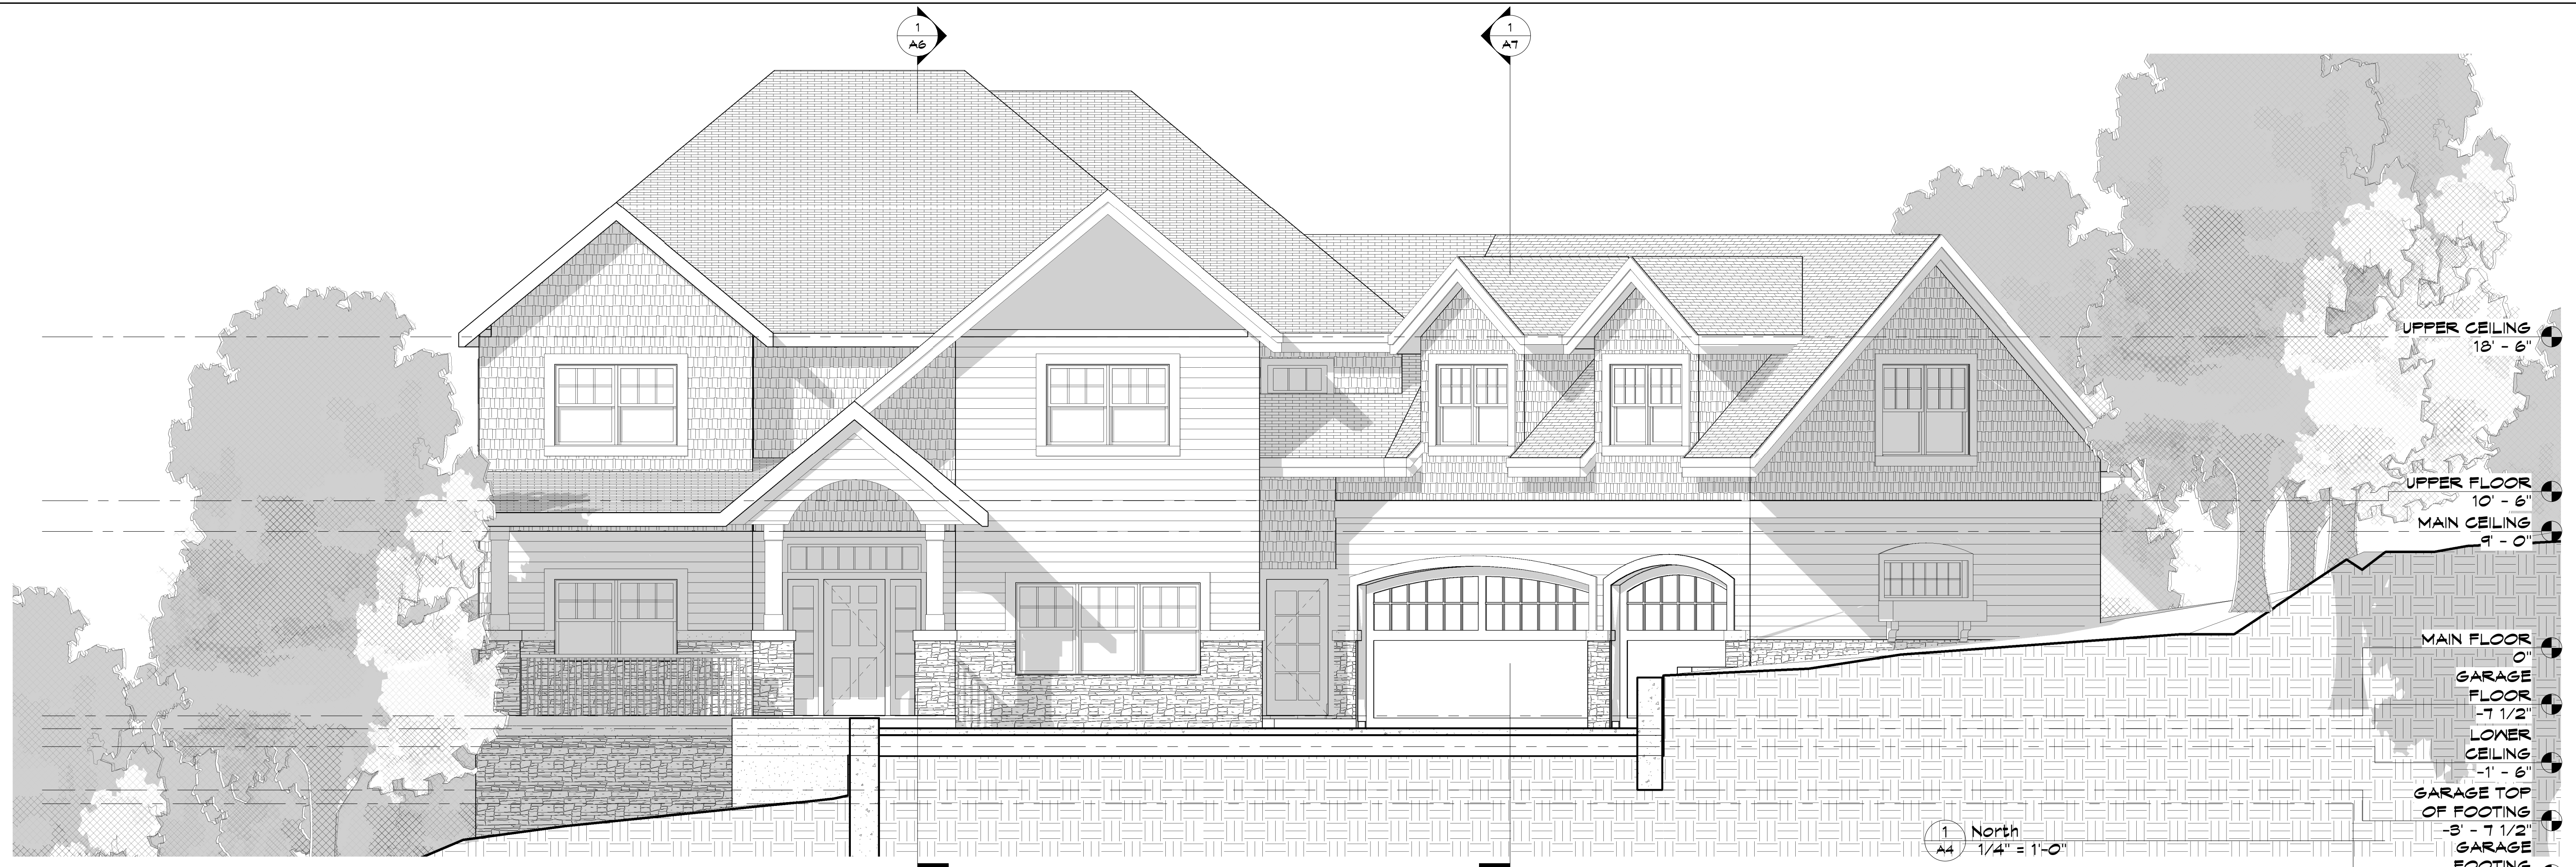 1
A6
1
A7
UPPER CEILING
18' - 6"
UPPER FLOOR
10' - 6"
MAIN CEILING
9' - 0"
MAIN FLOOR
0"
GARAGE
FLOOR
-7 1/2"
LOWER
CEILING
-1' - 6"
GARAGE TOP
OF FOOTING
-3' - 7 1/2"
GARAGE
FOOTING
1
A4
North
1/4" = 1'-0"